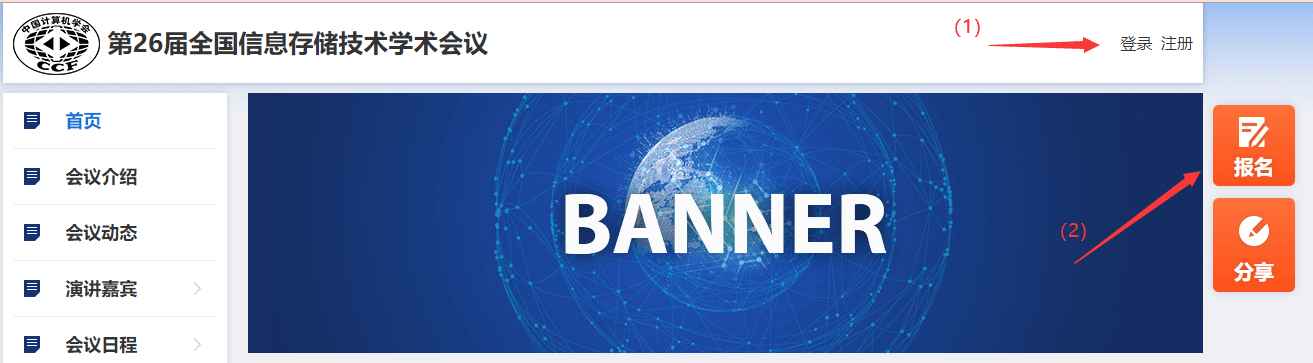 中国计算机学会
CCF
第26届全国信息存储技术学术会议
(1)
登录 注册
首页
会议介绍
会议动态
演讲嘉宾
会议日程
BANNER
(2)
报名
分享